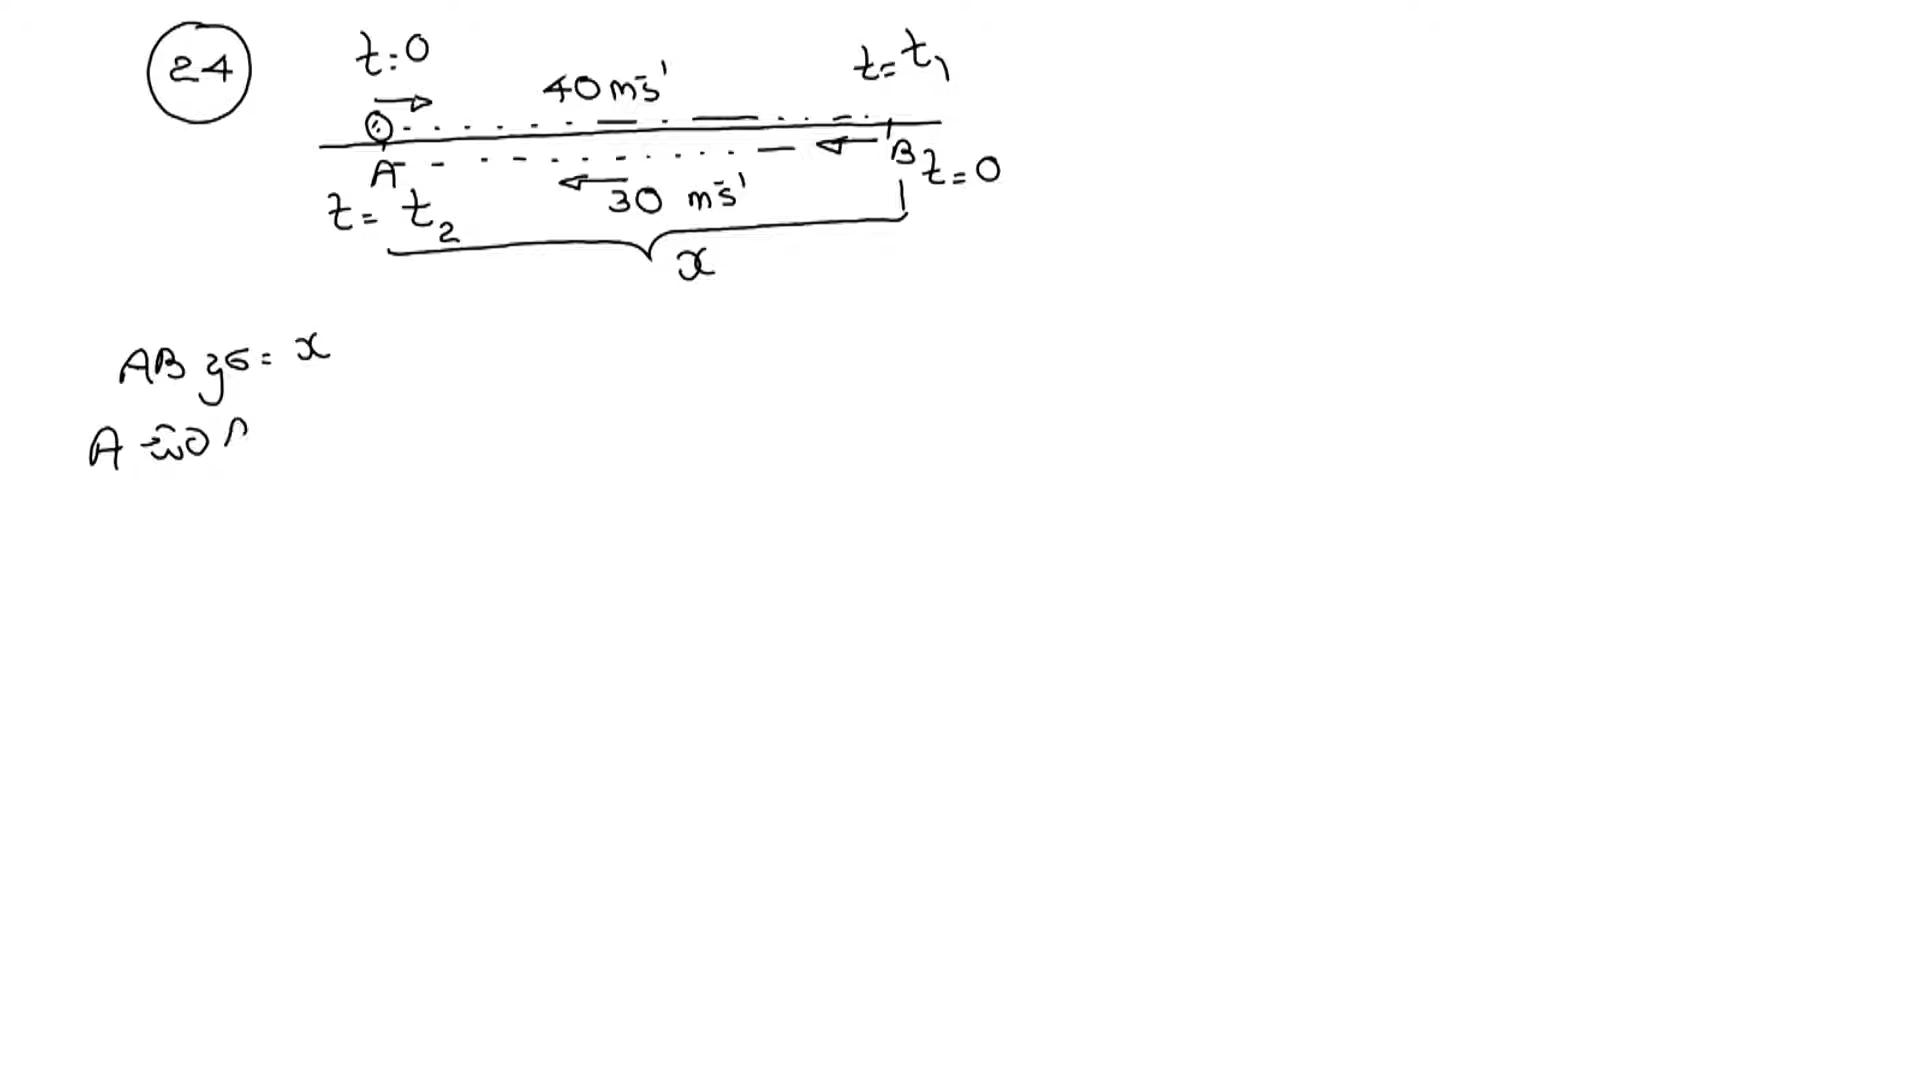 24
t=0
40 ms⁻¹
t= t₁
A
B t=0
30 ms⁻¹
t= t₂
x
AB දුර= x
A සිට